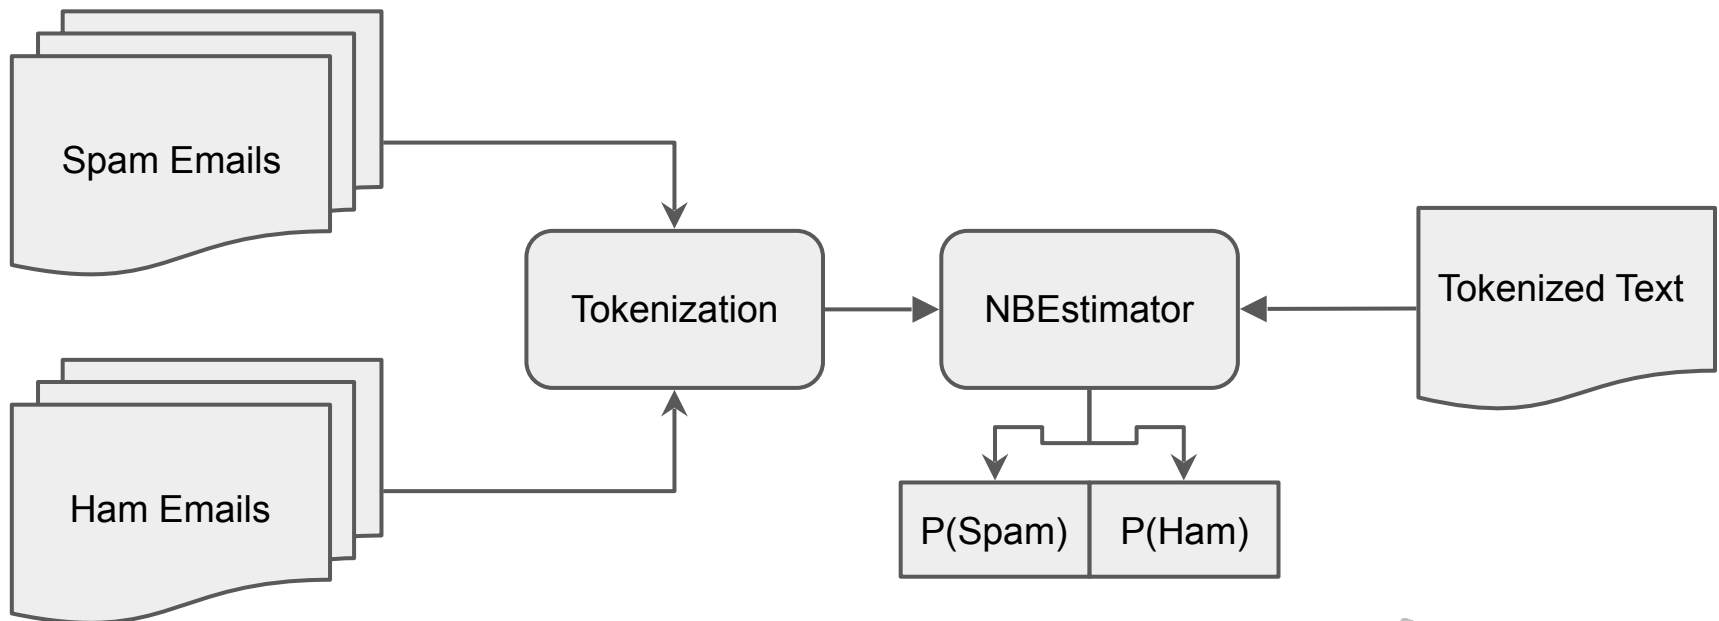 Spam Emails
Tokenization
NBEstimator
Tokenized Text
Ham Emails
P(Spam)
P(Ham)